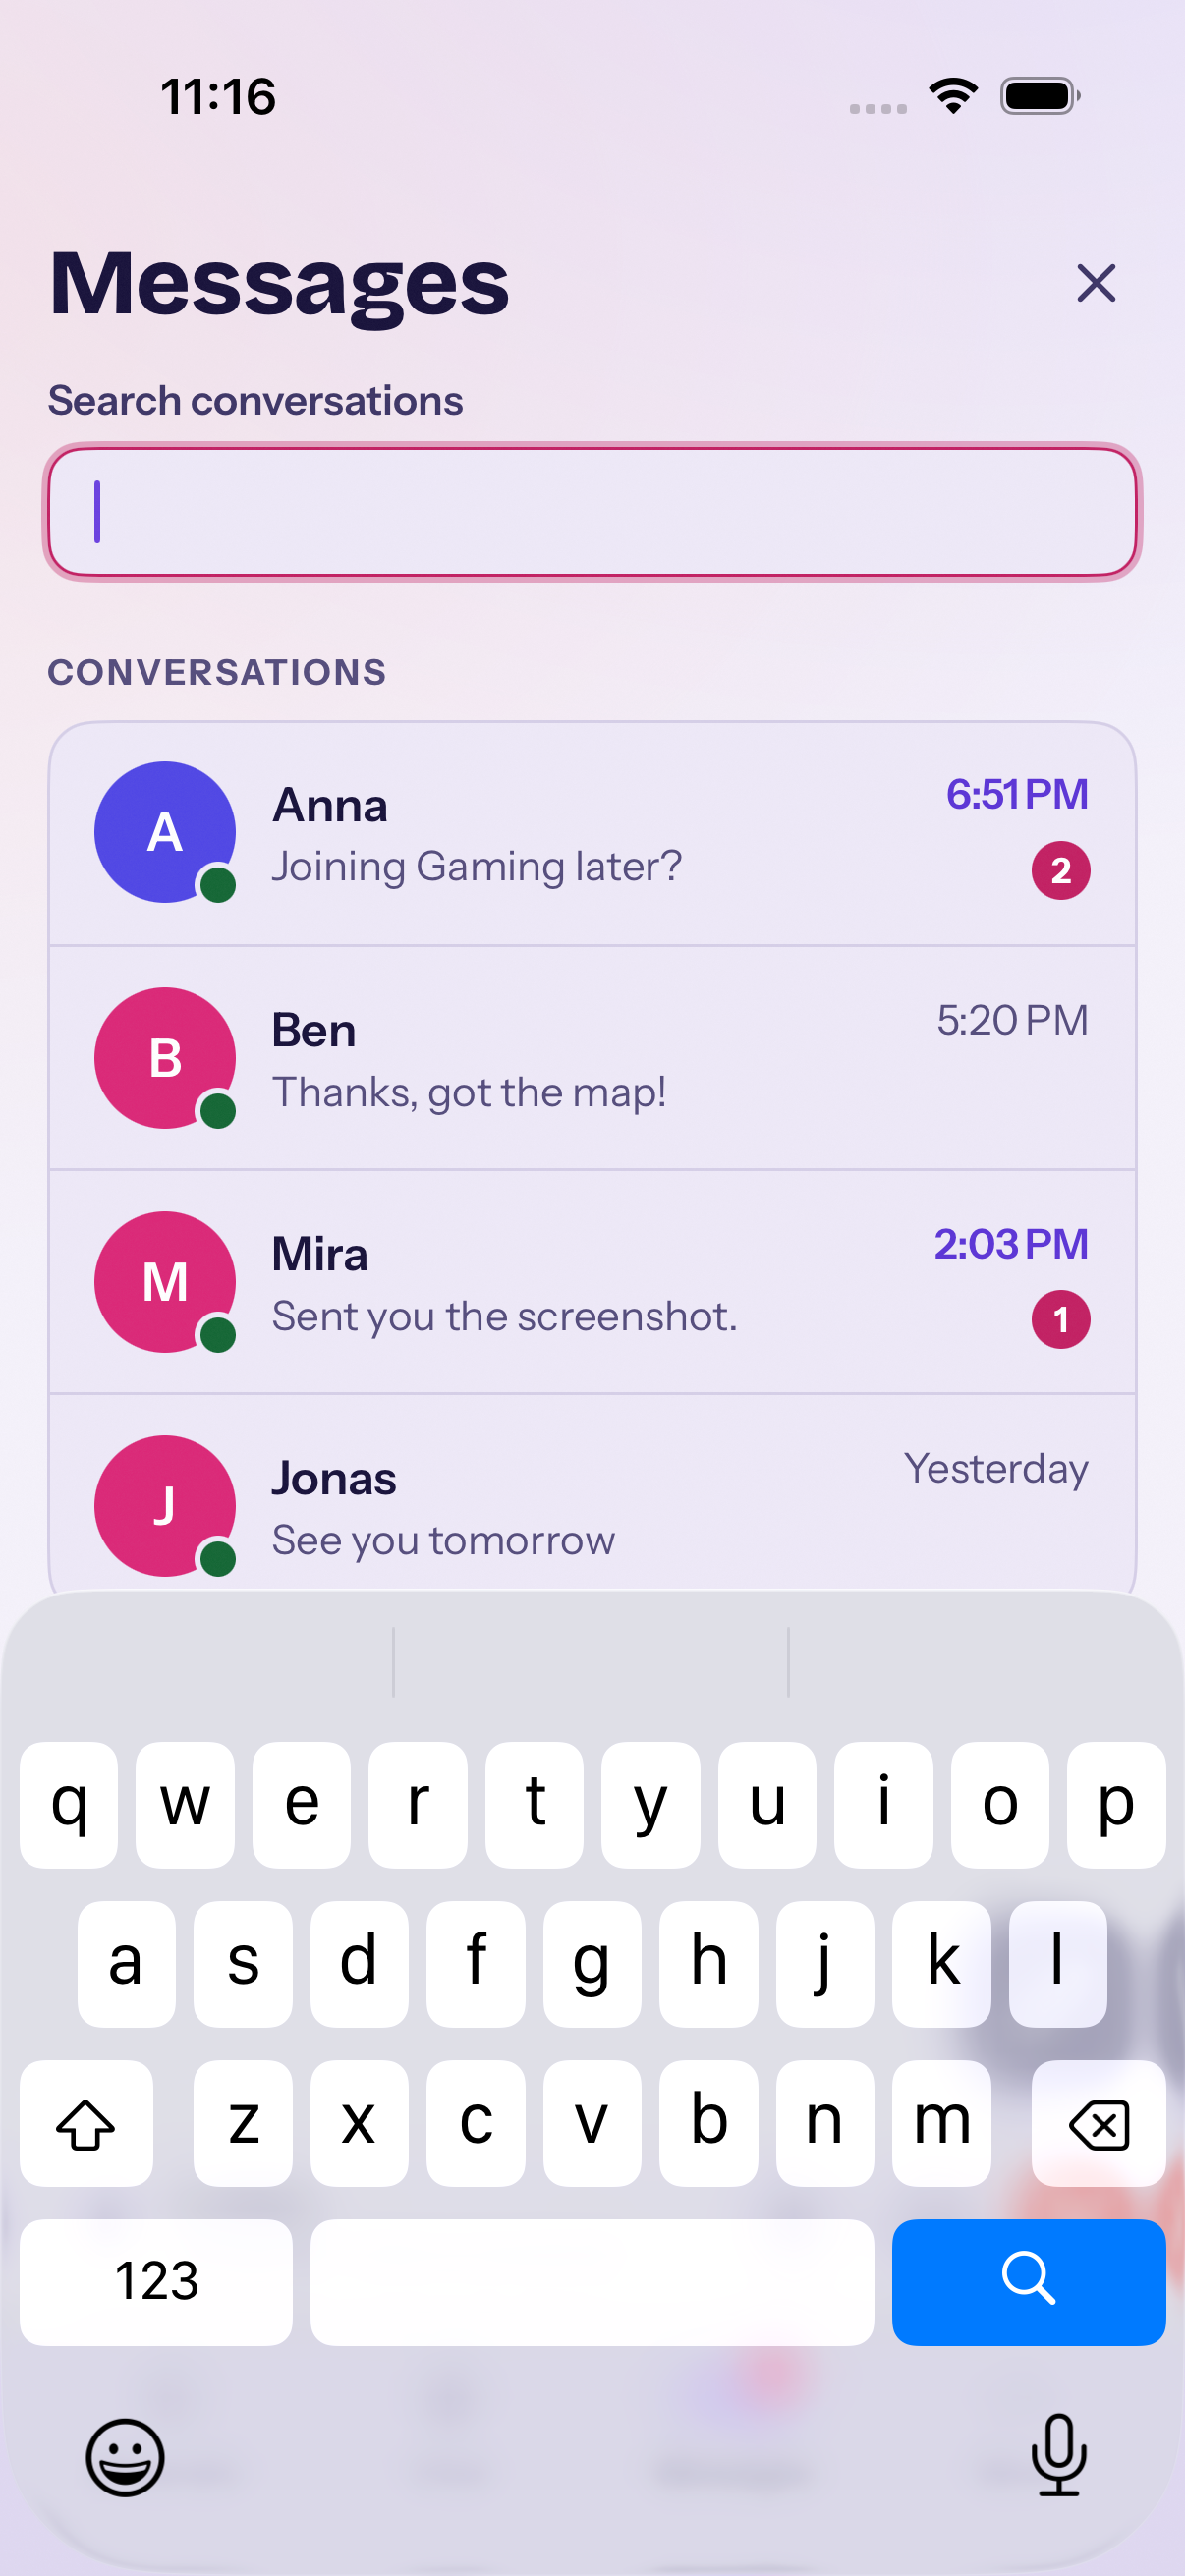 11:16
Messages
Search conversations
CONVERSATIONS
A
Anna
6:51 PM
Joining Gaming later?
2
B
Ben
5:20 PM
Thanks, got the map!
M
Mira
2:03 PM
Sent you the screenshot.
1
J
Jonas
Yesterday
See you tomorrow
q w e r t y u i o p
a s d f g h j k l
z x c v b n m
123